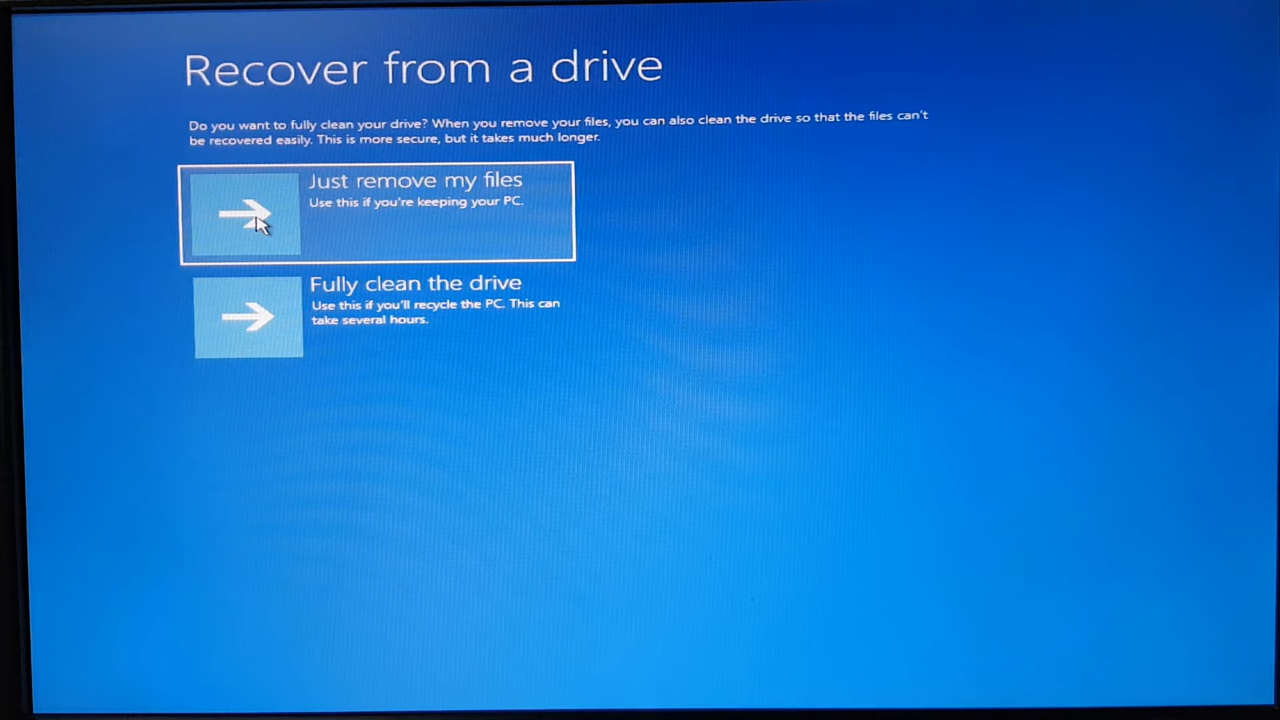 Recover from a drive
Do you want to fully clean your drive? When you remove your files, you can also clean the drive so that the files can't
be recovered easily. This is more secure, but it takes much longer.
Just remove my files
Use this if you're keeping your PC.
Fully clean the drive
Use this if you'll recycle the PC. This can
take several hours.